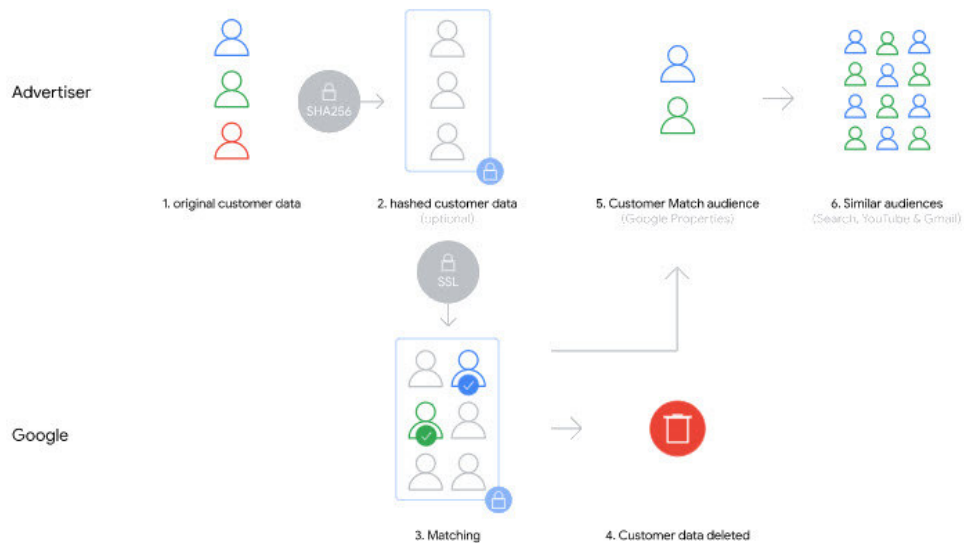 Advertiser
SHA256
1. original customer data
2. hashed customer data
(optional)
5. Customer Match audience
(Google Properties)
6. Similar audiences
(Search, YouTube & Gmail)
SSL
Google
3. Matching
4. Customer data deleted